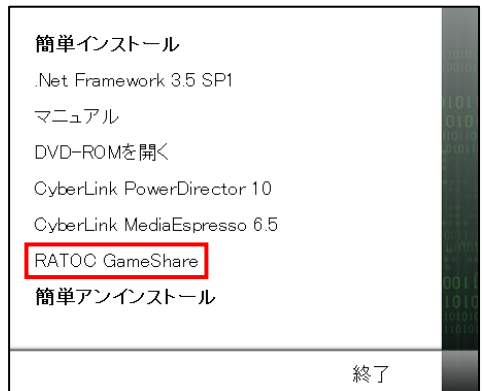 簡単インストール
.Net Framework 3.5 SP1
マニュアル
DVD-ROMを開く
CyberLink PowerDirector 10
CyberLink MediaEspresso 6.5
RATOC GameShare
簡単アンインストール
終了